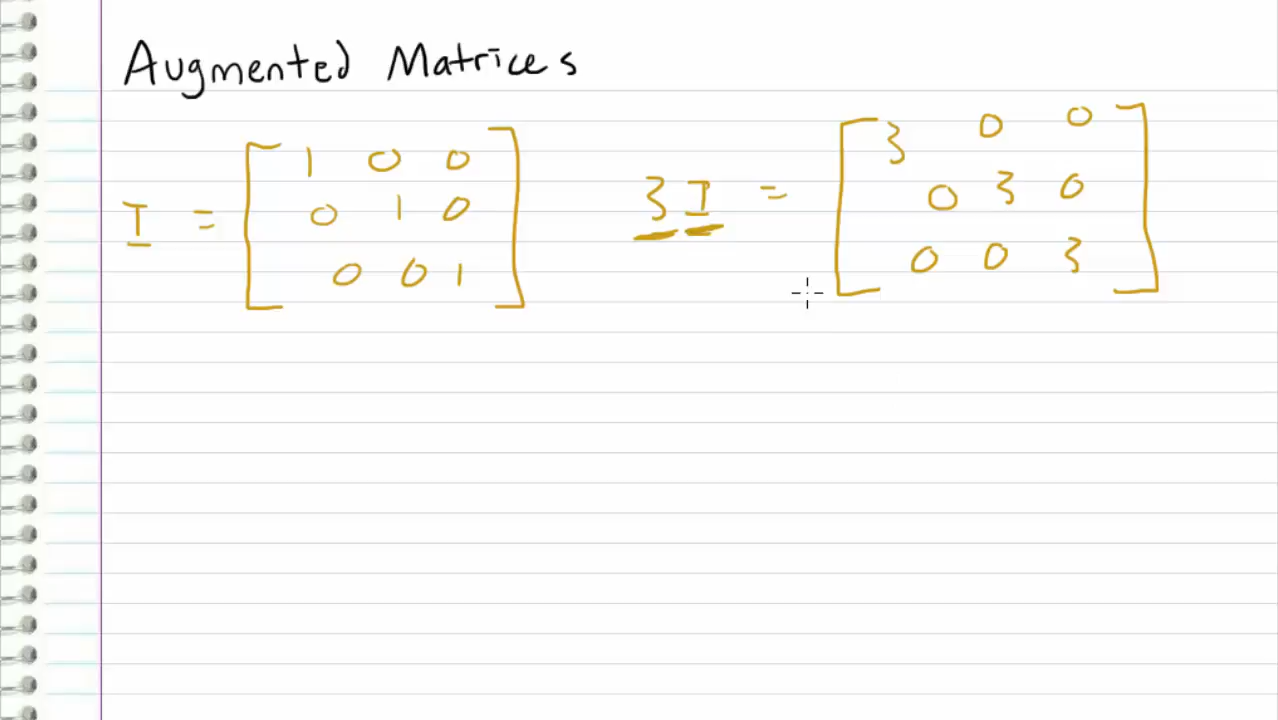 Augmented Matrices
I = [ 1 0 0
0 1 0
0 0 1 ]
3 I = [ 3 0 0
0 3 0
0 0 3 ]